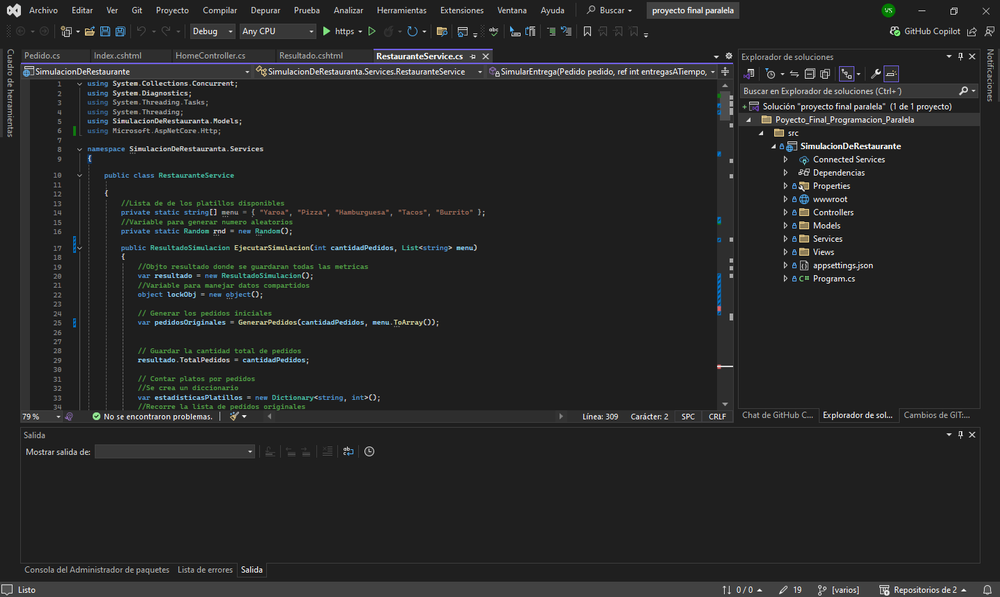 Archivo Editar Ver Git Proyecto Compilar Depurar Prueba Analizar Herramientas Extensiones Ventana Ayuda Buscar proyecto final paralela VS
Debug Any CPU https GitHub Copilot
Cuadro de herramientas
Pedido.cs Index.cshtml HomeController.cs Resultado.cshtml RestauranteService.cs
SimulacionDeRestaurante SimulacionDeRestauranta.Services.RestauranteService SimularEntrega(Pedido pedido, ref int entregasATiempo,
1 using System.Collections.Concurrent;
2 using System.Diagnostics;
3 using System.Threading.Tasks;
4 using System.Threading;
5 using SimulacionDeRestauranta.Models;
6 using Microsoft.AspNetCore.Http;
7
8 namespace SimulacionDeRestauranta.Services
9 {
10 public class RestauranteService
11
12 {
13 //Lista de de los platillos disponibles
14 private static string[] menu = { "Yaroa", "Pizza", "Hamburguesa", "Tacos", "Burrito" };
15 //Variable para generar numero aleatorios
16 private static Random rnd = new Random();
17 public ResultadoSimulacion EjecutarSimulacion(int cantidadPedidos, List<string> menu)
18 {
19 //Objto resultado donde se guardaran todas las metricas
20 var resultado = new ResultadoSimulacion();
21 //Variable para manejar datos compartidos
22 object lockObj = new object();
23
24 // Generar los pedidos iniciales
25 var pedidosOriginales = GenerarPedidos(cantidadPedidos, menu.ToArray());
26
27
28 // Guardar la cantidad total de pedidos
29 resultado.TotalPedidos = cantidadPedidos;
30
31 // Contar platos por pedidos
32 //Se crea un diccionario
33 var estadisticasPlatillos = new Dictionary<string, int>();
34 //Recorre la lista de pedidos originales
79 % No se encontraron problemas. Línea: 309 Carácter: 2 SPC CRLF
Explorador de soluciones
Buscar en Explorador de soluciones (Ctrl+´)
Solución "proyecto final paralela" (1 de 1 proyecto)
Poyecto_Final_Programacion_Paralela
src
SimulacionDeRestaurante
Connected Services
Dependencias
Properties
wwwroot
Controllers
Models
Services
Views
appsettings.json
C# Program.cs
Chat de GitHub C... Explorador de sol... Cambios de GIT:...
Notificaciones
Salida
Mostrar salida de:
Consola del Administrador de paquetes Lista de errores Salida
Listo 0 / 0 19 [varios] Repositorios de 2